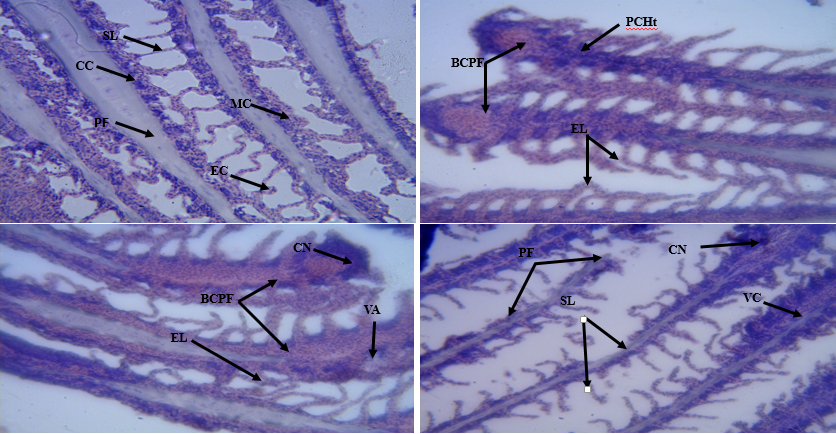 SL
CC
MC
PF
EC
PCHt
BCPF
EL
CN
BCPF
VA
EL
PF
CN
SL
VC